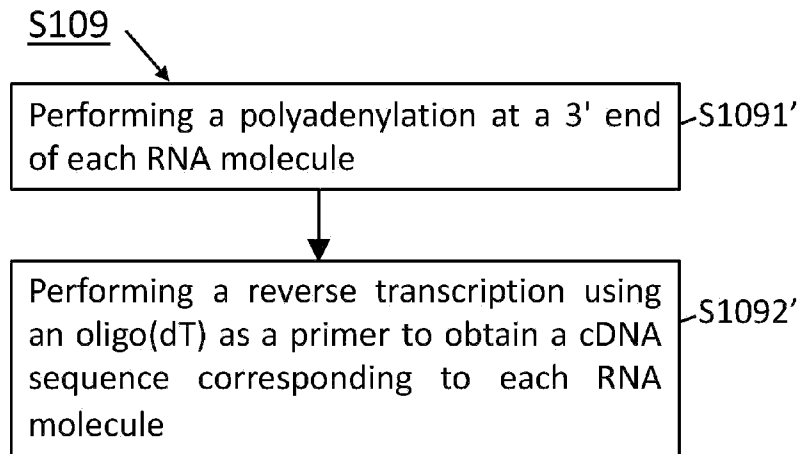 S109
Performing a polyadenylation at a 3' end
of each RNA molecule
S1091’
Performing a reverse transcription using
an oligo(dT) as a primer to obtain a cDNA
sequence corresponding to each RNA
molecule
S1092’